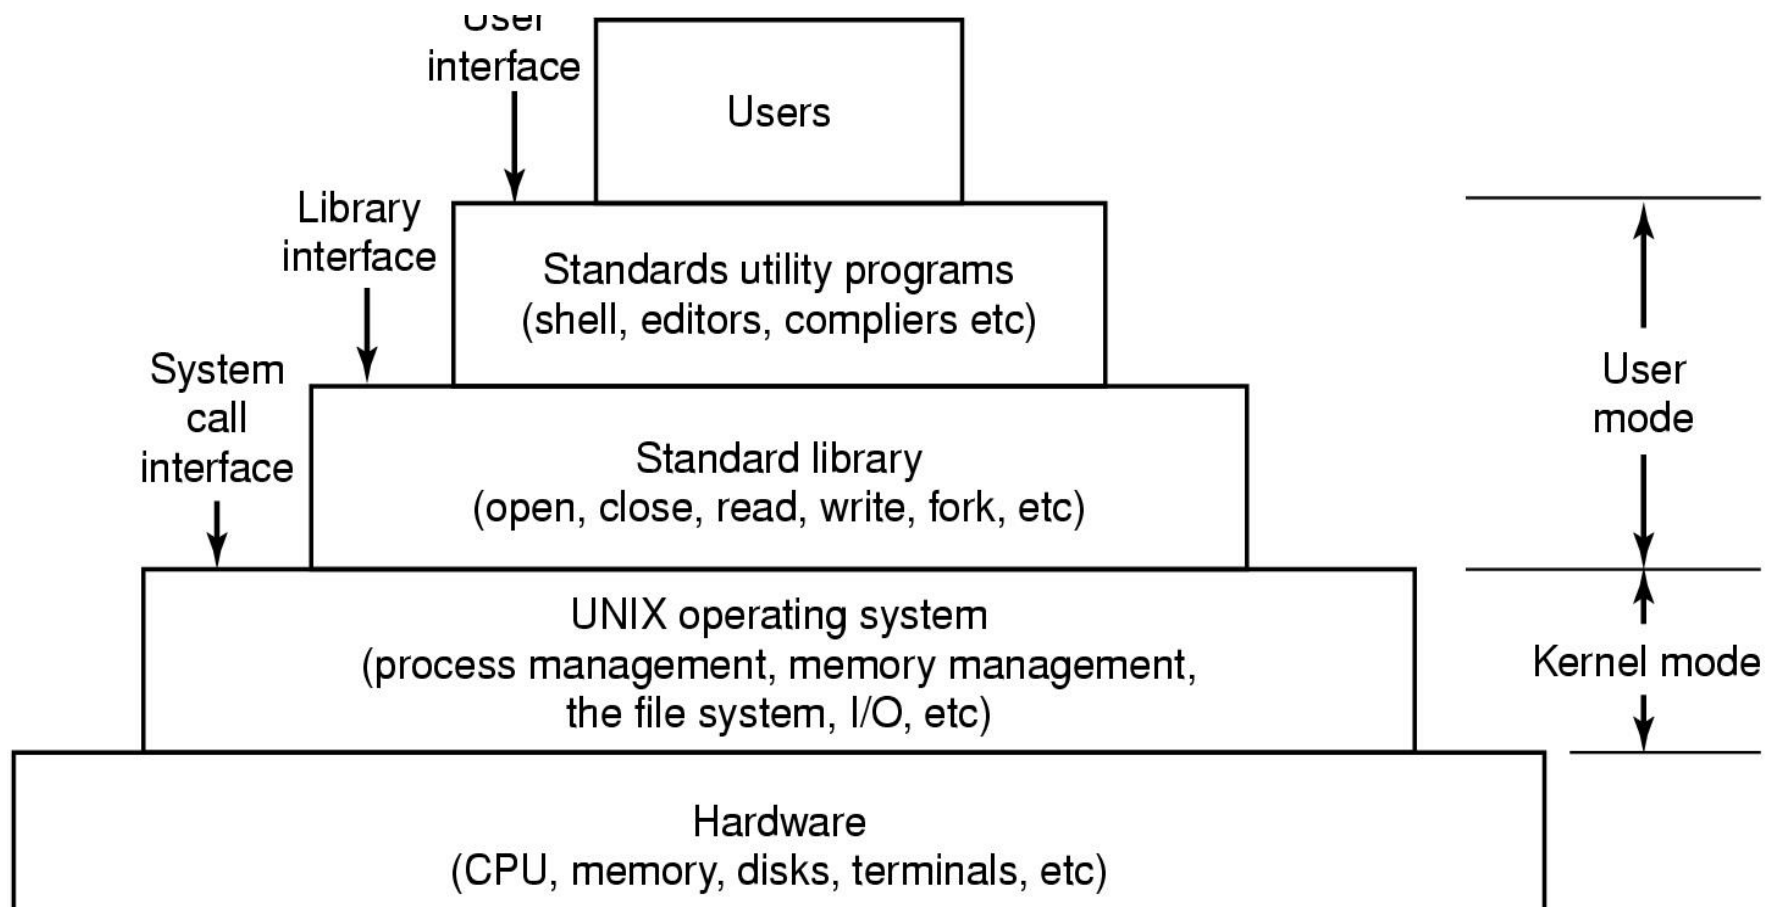 User
interface
Users
Library
interface
Standards utility programs
(shell, editors, compliers etc)
System
call
interface
User
mode
Standard library
(open, close, read, write, fork, etc)
UNIX operating system
(process management, memory management,
the file system, I/O, etc)
Kernel mode
Hardware
(CPU, memory, disks, terminals, etc)